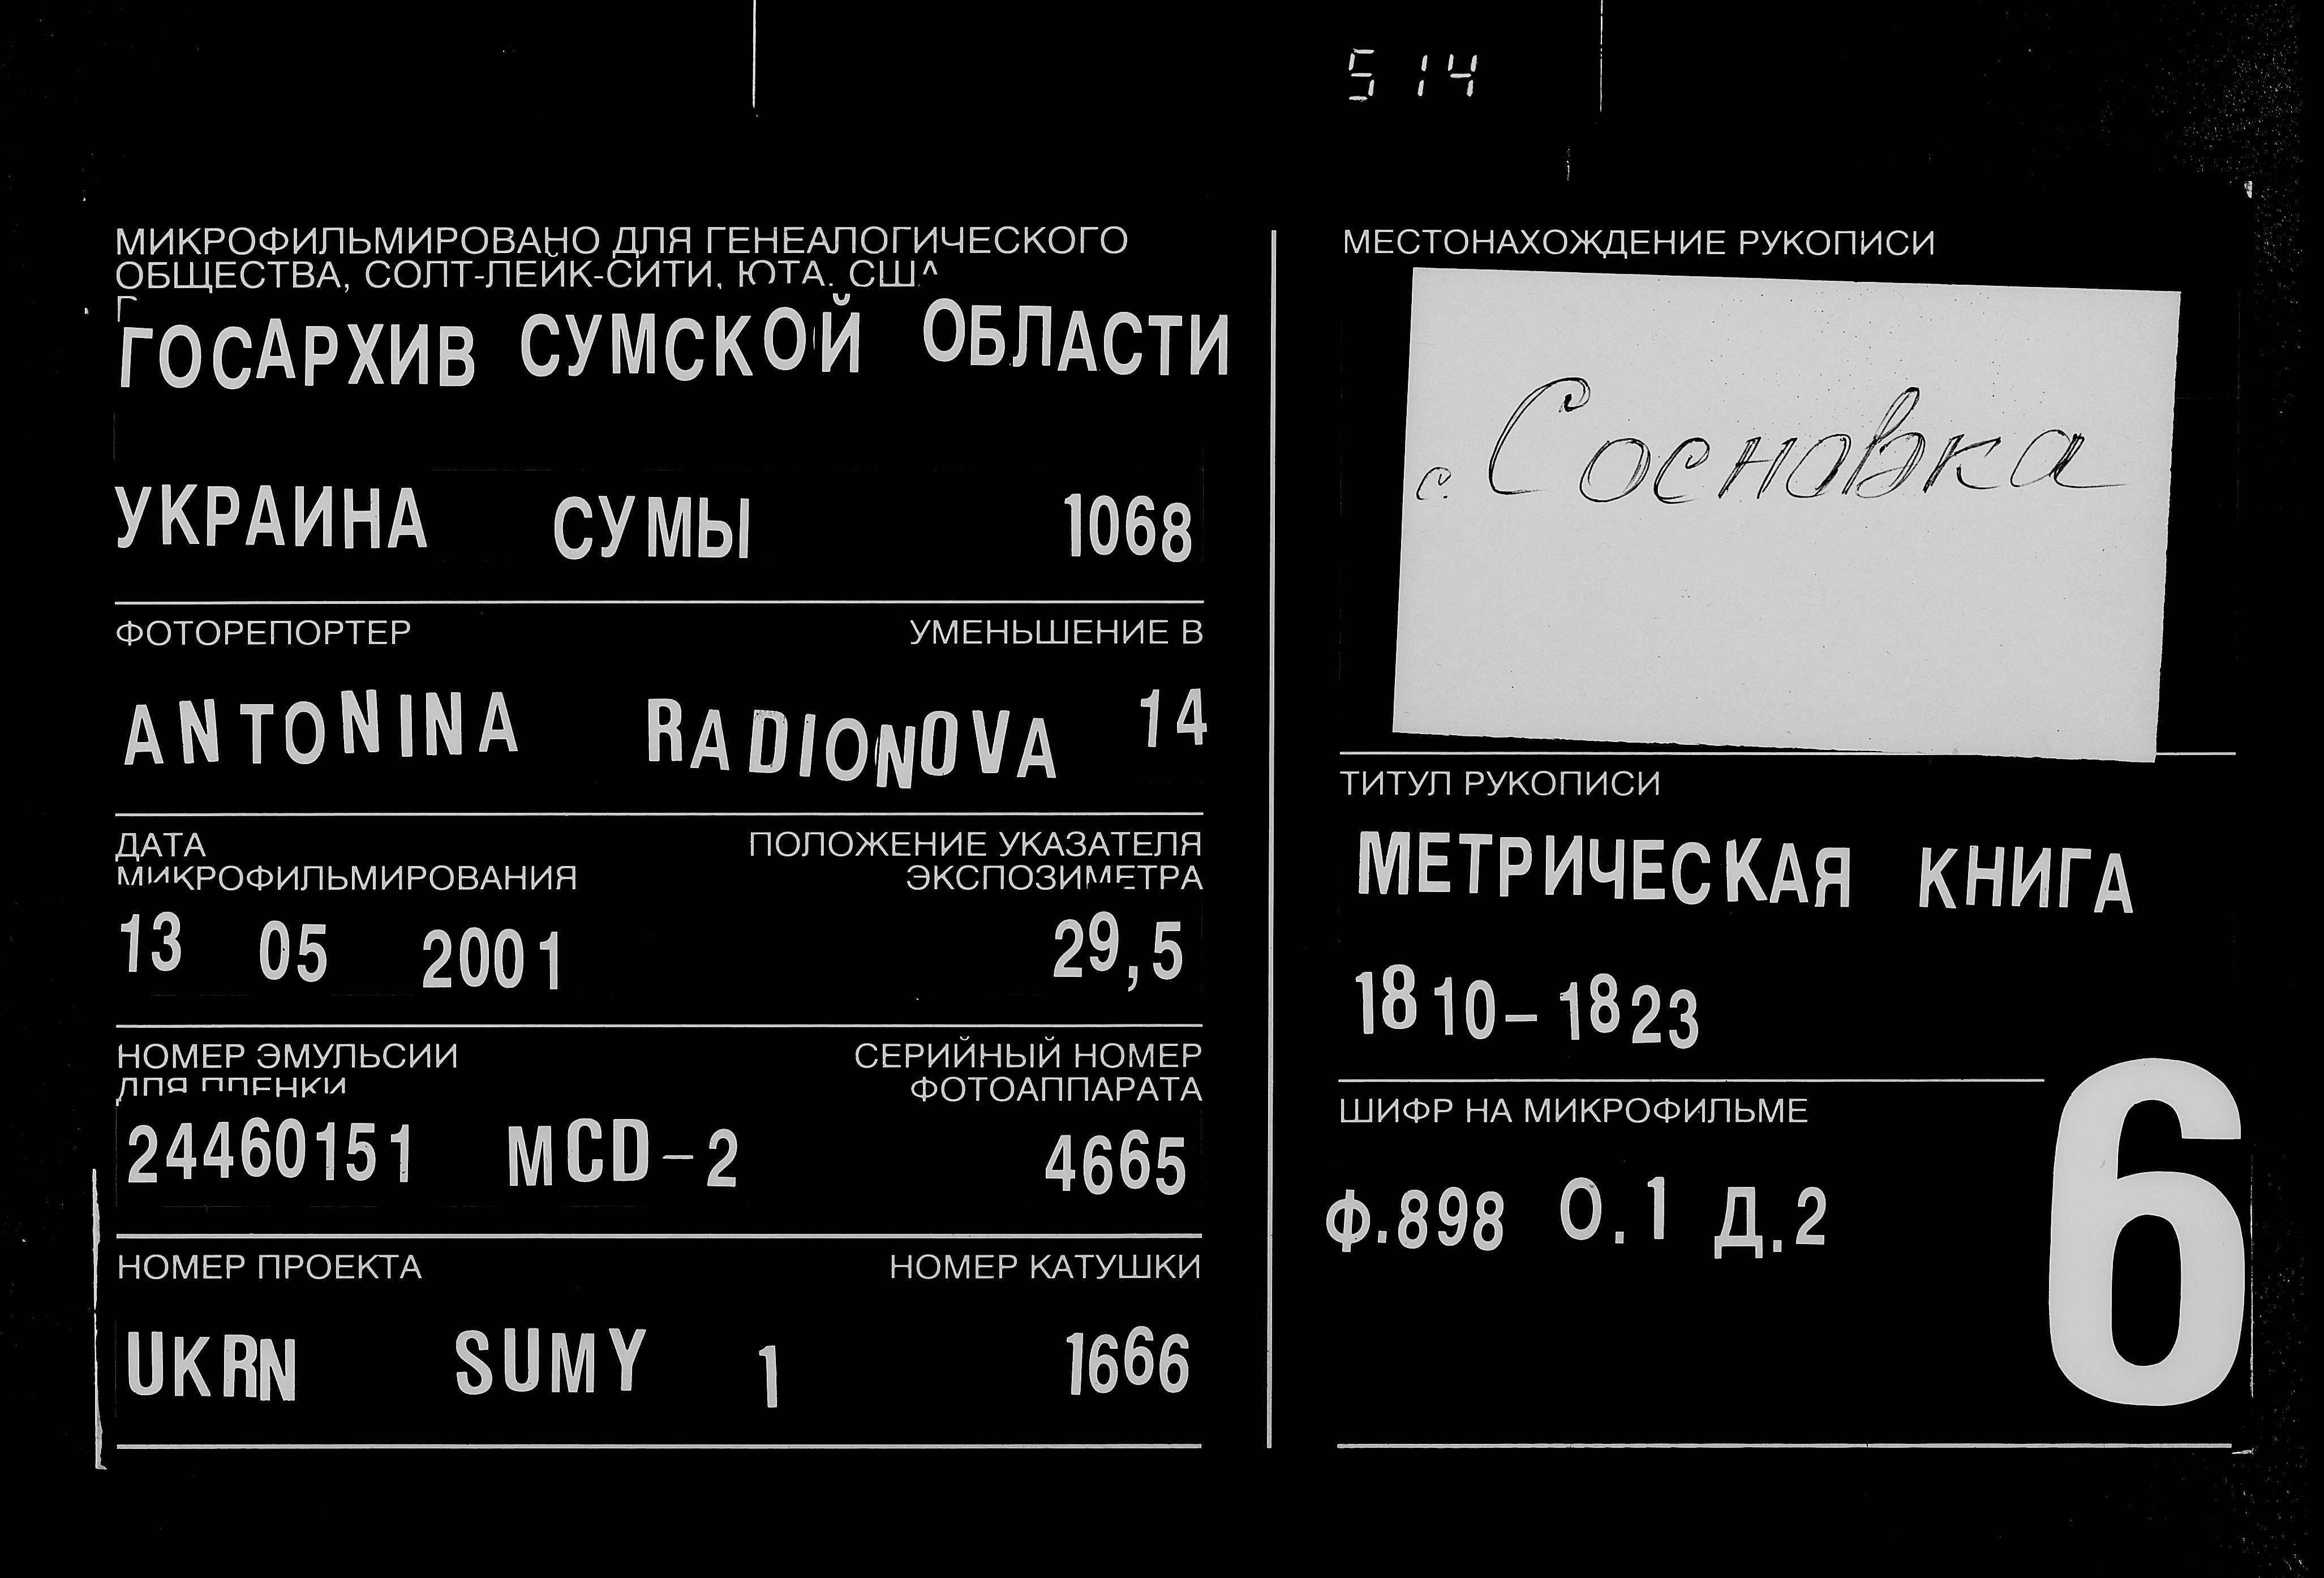 514
МИКРОФИЛЬМИРОВАНО ДЛЯ ГЕНЕАЛОГИЧЕСКОГО
ОБЩЕСТВА, СОЛТ-ЛЕЙК-СИТИ, ЮТА. США
ГОСАРХИВ СУМСКОЙ ОБЛАСТИ
УКРАИНА СУМЫ 1068
ФОТОРЕПОРТЕР УМЕНЬШЕНИЕ В
ANTONINA RADIONOVA 14
ДАТА ПОЛОЖЕНИЕ УКАЗАТЕЛЯ
МИКРОФИЛЬМИРОВАНИЯ ЭКСПОЗИМЕТРА
13 05 2001 29,5
НОМЕР ЭМУЛЬСИИ СЕРИЙНЫЙ НОМЕР
ДЛЯ ПЛЕНКИ ФОТОАППАРАТА
24460151 MCD-2 4665
НОМЕР ПРОЕКТА НОМЕР КАТУШКИ
UKRN SUMY 1 1666
МЕСТОНАХОЖДЕНИЕ РУКОПИСИ
с. Сосновка
ТИТУЛ РУКОПИСИ
МЕТРИЧЕСКАЯ КНИГА
1810-1823
ШИФР НА МИКРОФИЛЬМЕ
Ф.898 О.1 Д.2
6